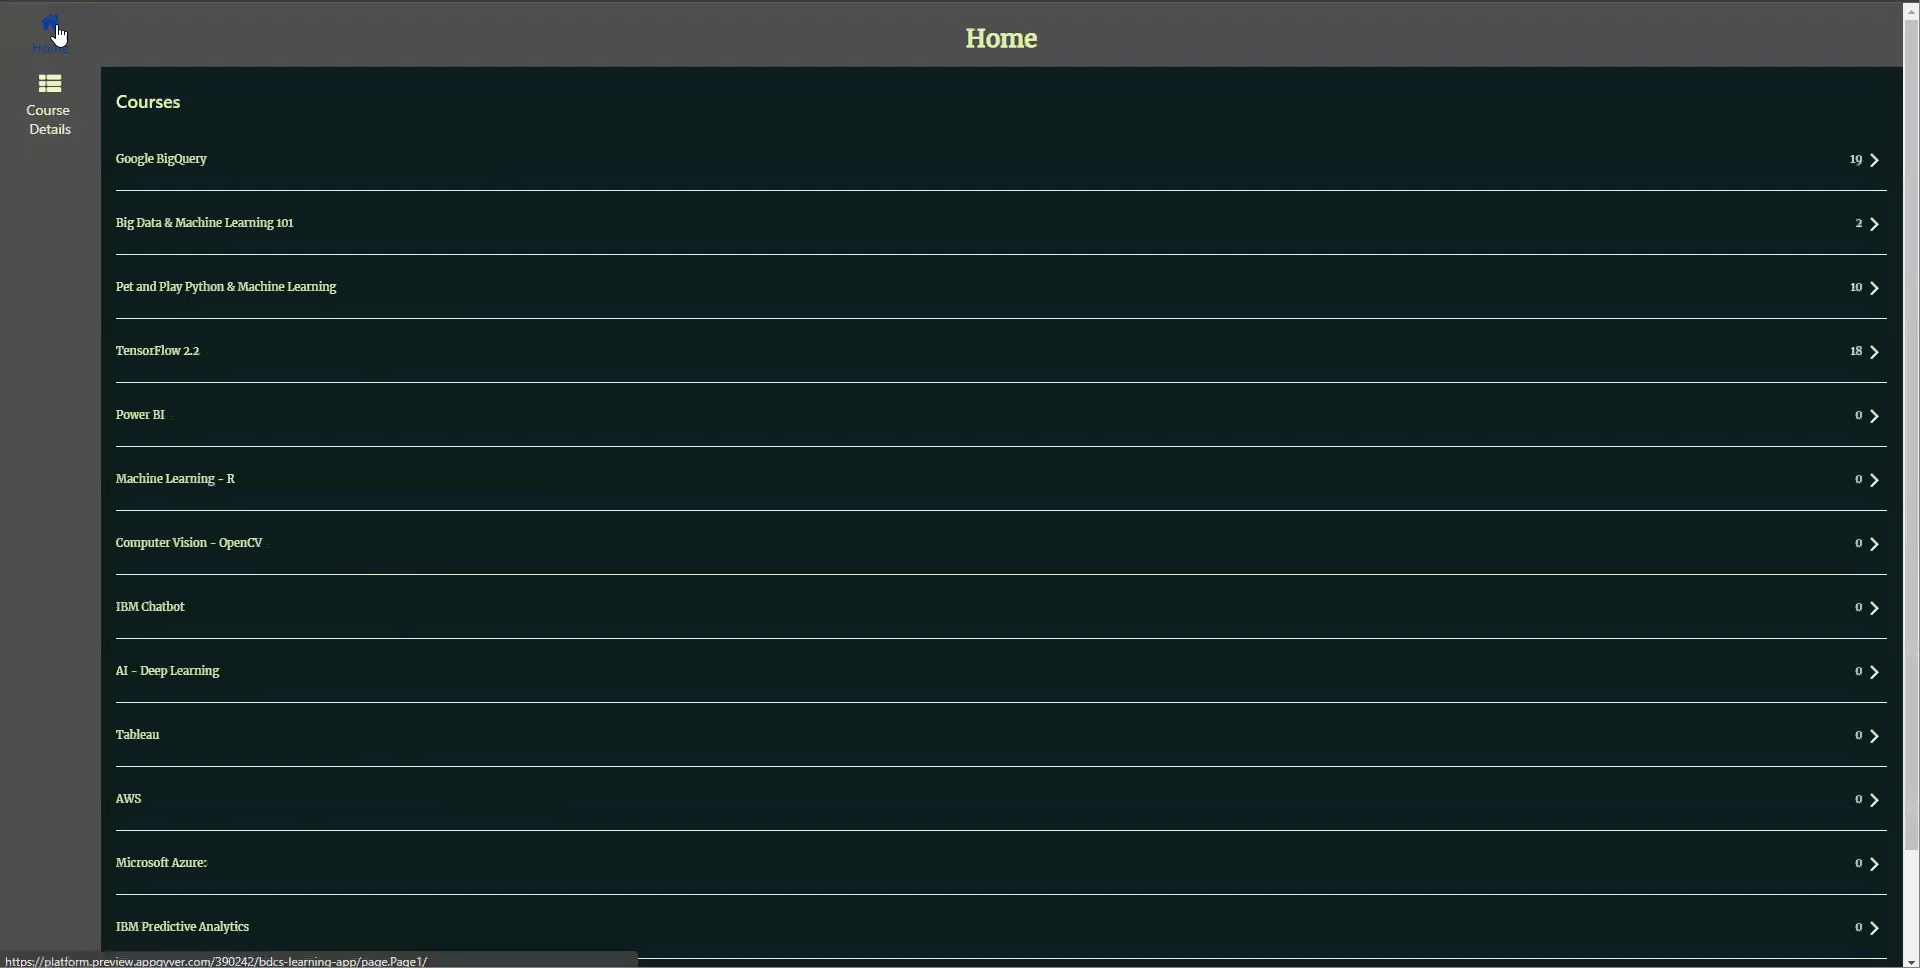 Home
Home
Course
Details
Courses
Google BigQuery 19
Big Data & Machine Learning 101 2
Pet and Play Python & Machine Learning 10
TensorFlow 2.2 18
Power BI 0
Machine Learning - R 0
Computer Vision - OpenCV 0
IBM Chatbot 0
AI - Deep Learning 0
Tableau 0
AWS 0
Microsoft Azure: 0
IBM Predictive Analytics 0
https://platform.preview.appgyver.com/390242/bdcs-learning-app/page.Page1/